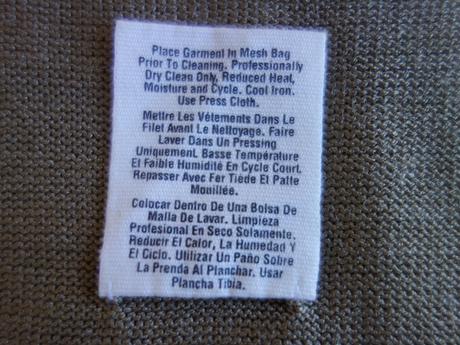 Place Garment In Mesh Bag
Prior To Cleaning. Professionally
Dry Clean Only, Reduced Heat,
Moisture and Cycle. Cool Iron.
Use Press Cloth.
Mettre Les Vétements Dans Le
Filet Avant Le Nettoyage. Faire
Laver Dans Un Pressing
Uniquement. Basse Température
Et Faible Humidité En Cycle Court.
Repasser Avec Fer Tiède Et Patte
Mouillée.
Colocar Dentro De Una Bolsa De
Malla De Lavar. Limpieza
Profesional En Seco Solamente.
Reducir El Calor, La Humedad Y
El Ciclo. Utilizar Un Paño Sobre
La Prenda Al Planchar. Usar
Plancha Tibia.